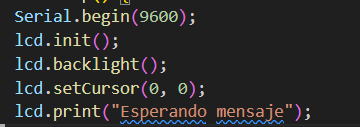 Serial.begin(9600);
lcd.init();
lcd.backlight();
lcd.setCursor(0, 0);
lcd.print("Esperando mensaje");